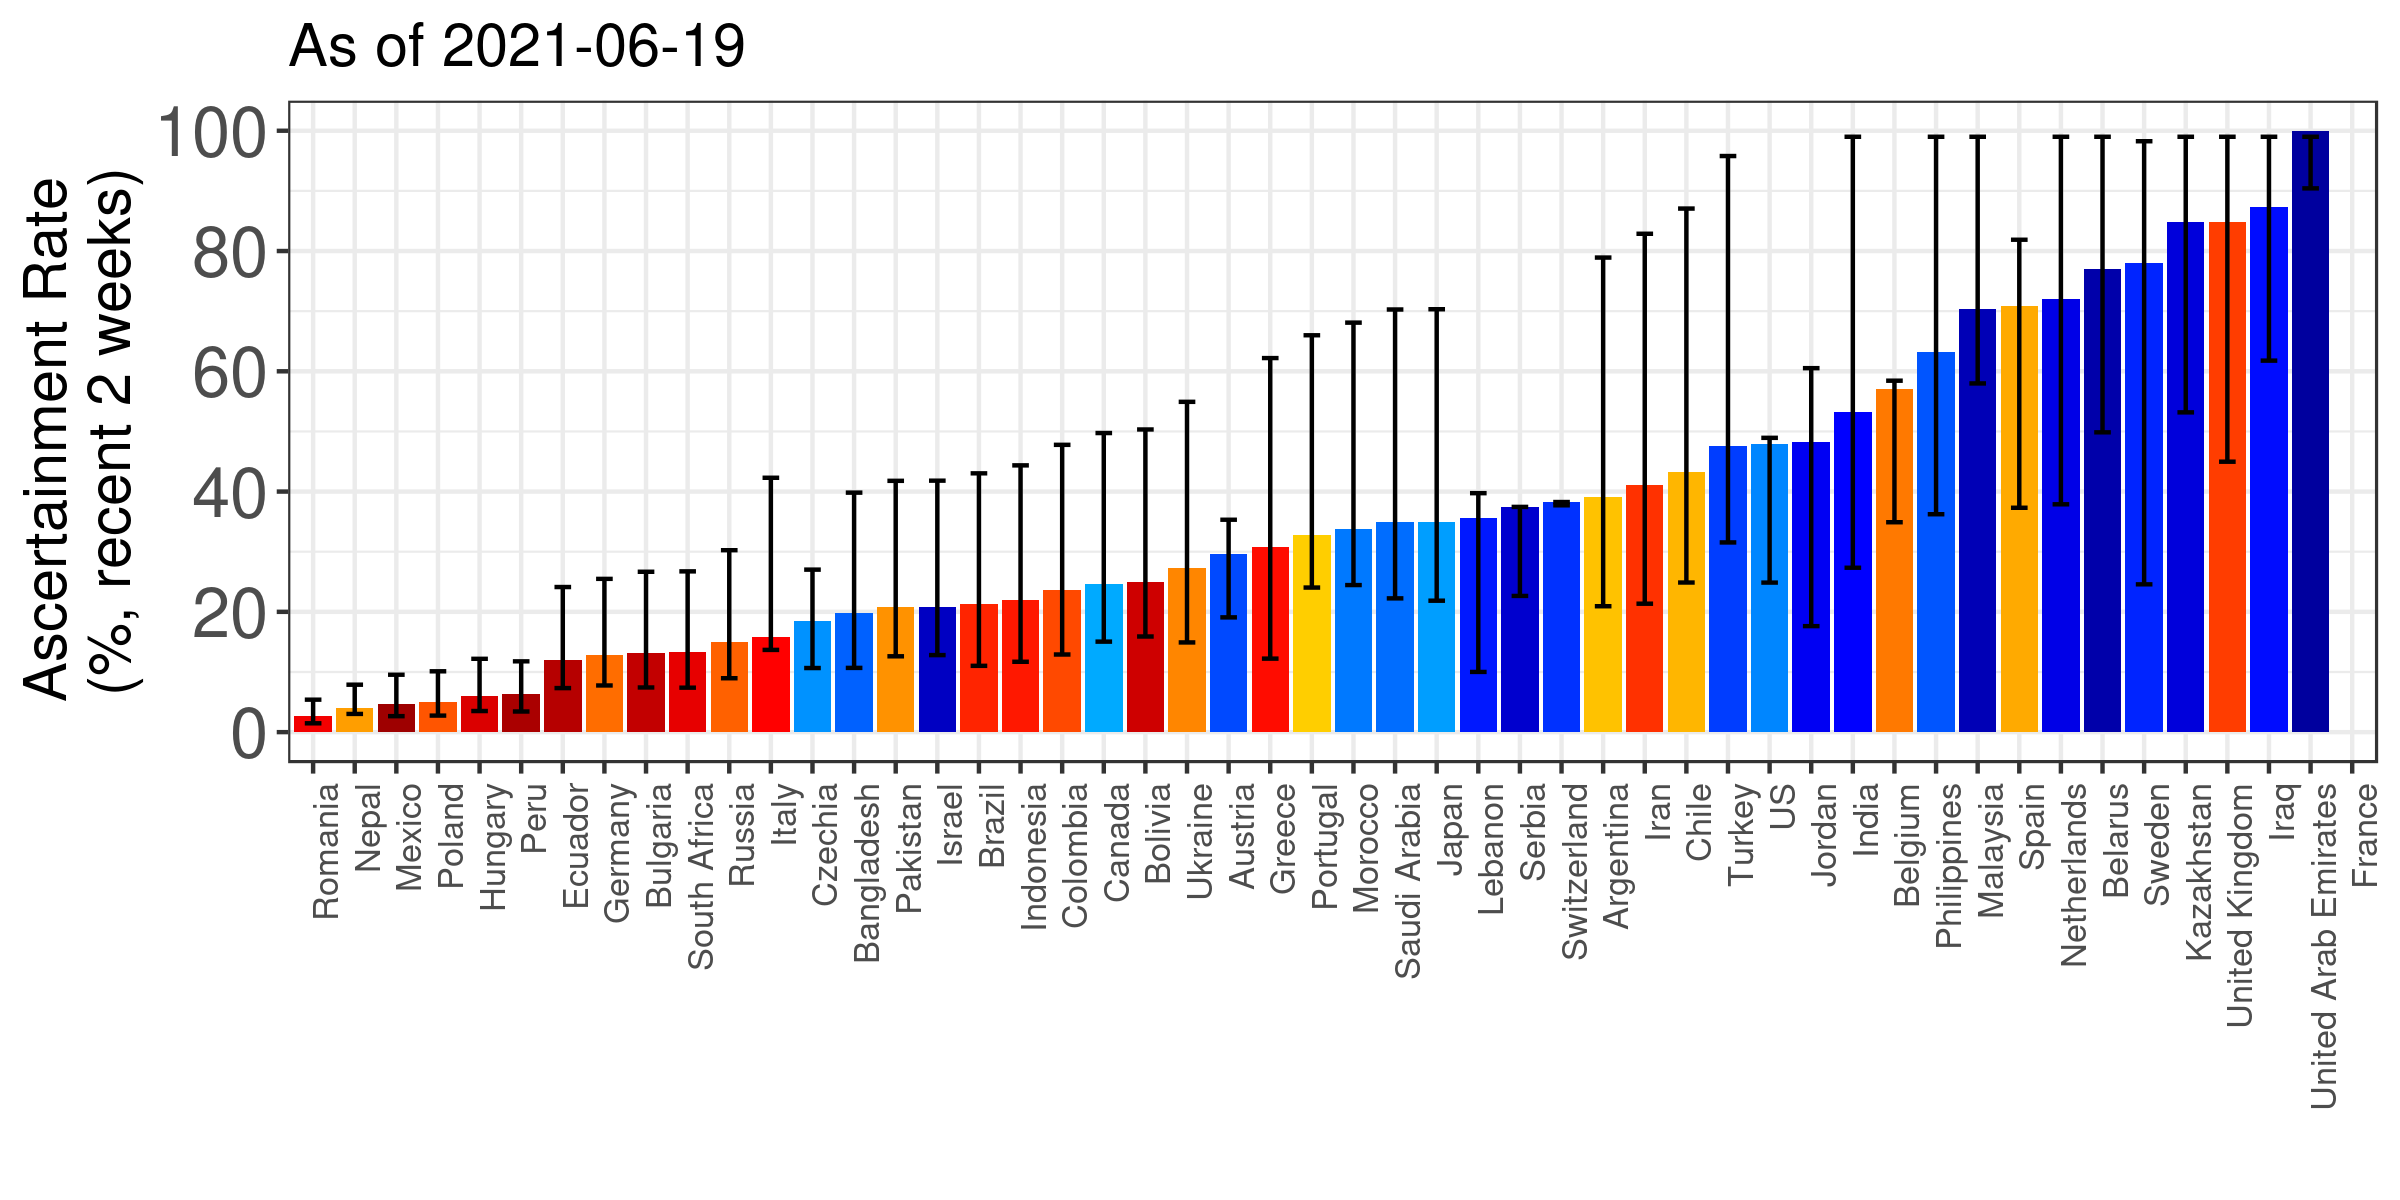 As of 2021-06-19
Ascertainment Rate
(%, recent 2 weeks)
100
80
60
40
20
0
Romania
Nepal
Mexico
Poland
Hungary
Peru
Ecuador
Germany
Bulgaria
South Africa
Russia
Italy
Czechia
Bangladesh
Pakistan
Israel
Brazil
Indonesia
Colombia
Canada
Bolivia
Ukraine
Austria
Greece
Portugal
Morocco
Saudi Arabia
Japan
Lebanon
Serbia
Switzerland
Argentina
Iran
Chile
Turkey
US
Jordan
India
Belgium
Philippines
Malaysia
Spain
Netherlands
Belarus
Sweden
Kazakhstan
United Kingdom
Iraq
United Arab Emirates
France